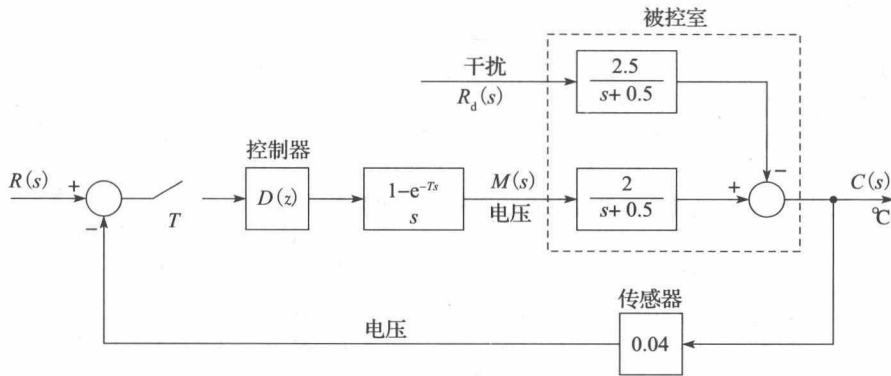 被控室
干扰
R_d(s)
2.5
s+ 0.5
控制器
R(s)
+
−
T
D(z)
1−e^{−Ts}
s
M(s)
电压
2
s+ 0.5
+
−
C(s)
℃
传感器
0.04
电压